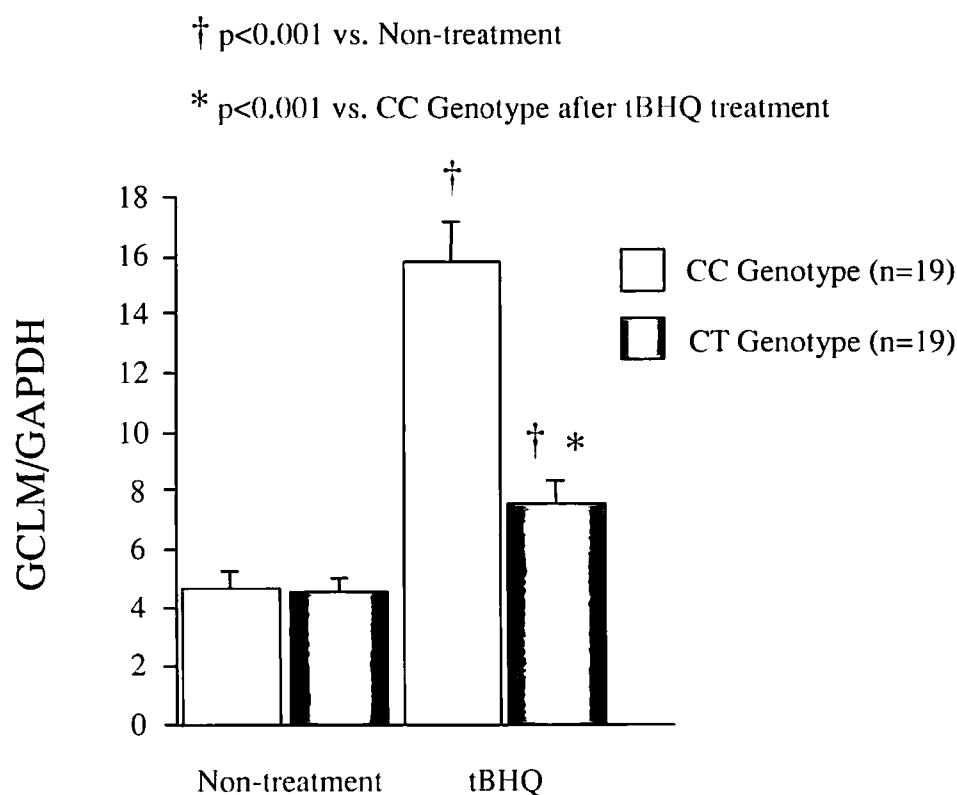 † p<0.001 vs. Non-treatment
* p<0.001 vs. CC Genotype after tBHQ treatment
†
18
16
14
12
10
8
6
4
2
0
GCLM/GAPDH
CC Genotype (n=19)
CT Genotype (n=19)
† *
Non-treatment tBHQ